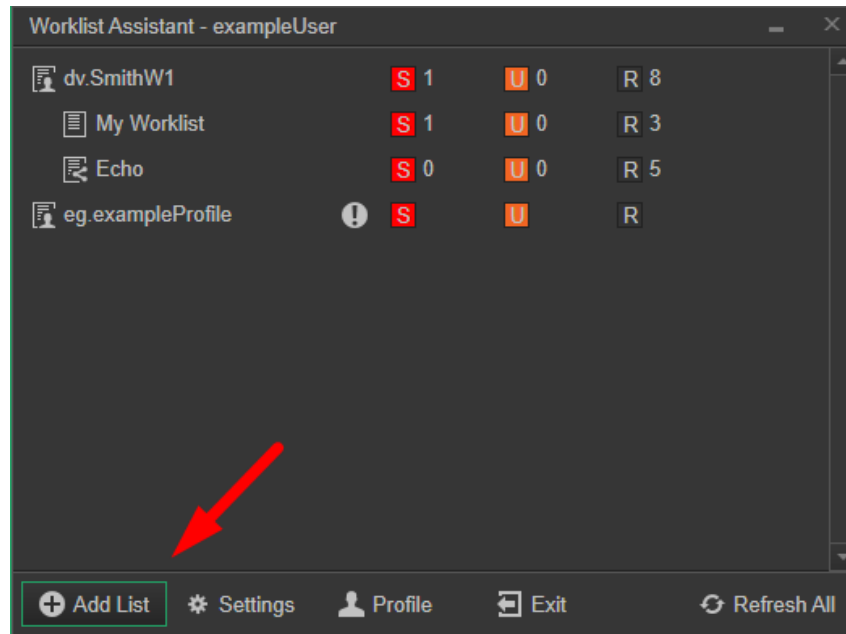 Worklist Assistant - exampleUser
dv.SmithW1 S 1 U 0 R 8
My Worklist S 1 U 0 R 3
Echo S 0 U 0 R 5
eg.exampleProfile S U R
Add List Settings Profile Exit Refresh All